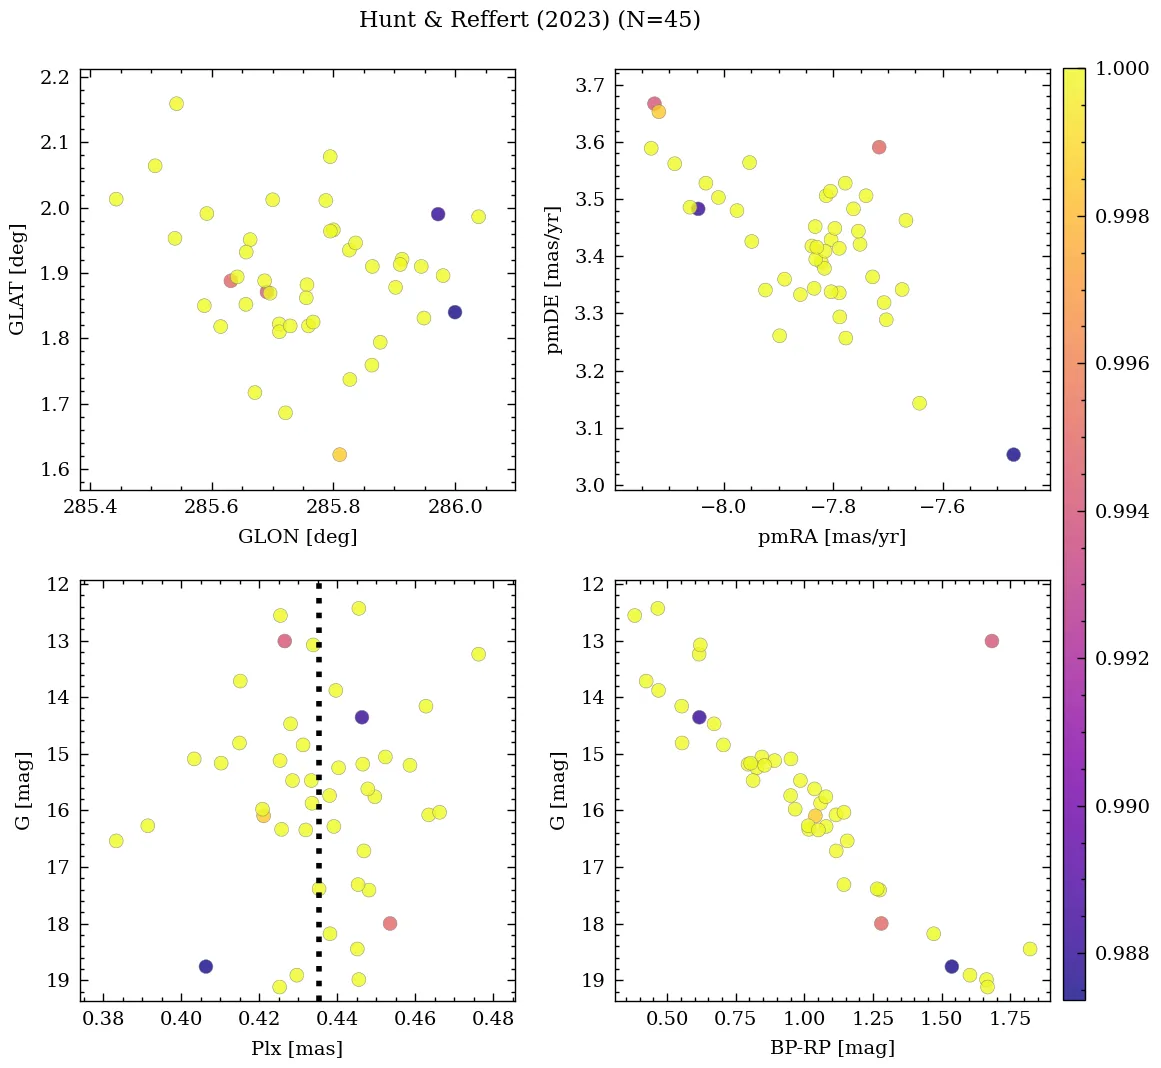 Hunt & Reffert (2023) (N=45)
2.2
2.1
2.0
1.9
1.8
1.7
1.6
GLAT [deg]
285.4 285.6 285.8 286.0
GLON [deg]
3.7
3.6
3.5
3.4
3.3
3.2
3.1
3.0
pmDE [mas/yr]
−8.0 −7.8 −7.6
pmRA [mas/yr]
12
13
14
15
16
17
18
19
G [mag]
0.38 0.40 0.42 0.44 0.46 0.48
Plx [mas]
12
13
14
15
16
17
18
19
G [mag]
0.50 0.75 1.00 1.25 1.50 1.75
BP-RP [mag]
1.000
0.998
0.996
0.994
0.992
0.990
0.988